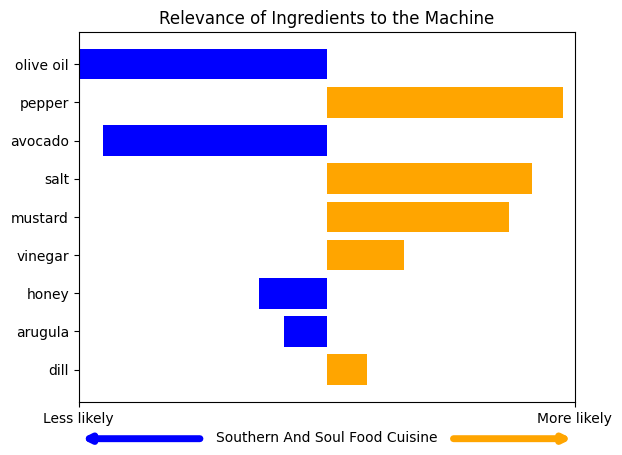 Relevance of Ingredients to the Machine
olive oil
pepper
avocado
salt
mustard
vinegar
honey
arugula
dill
Less likely
More likely
Southern And Soul Food Cuisine